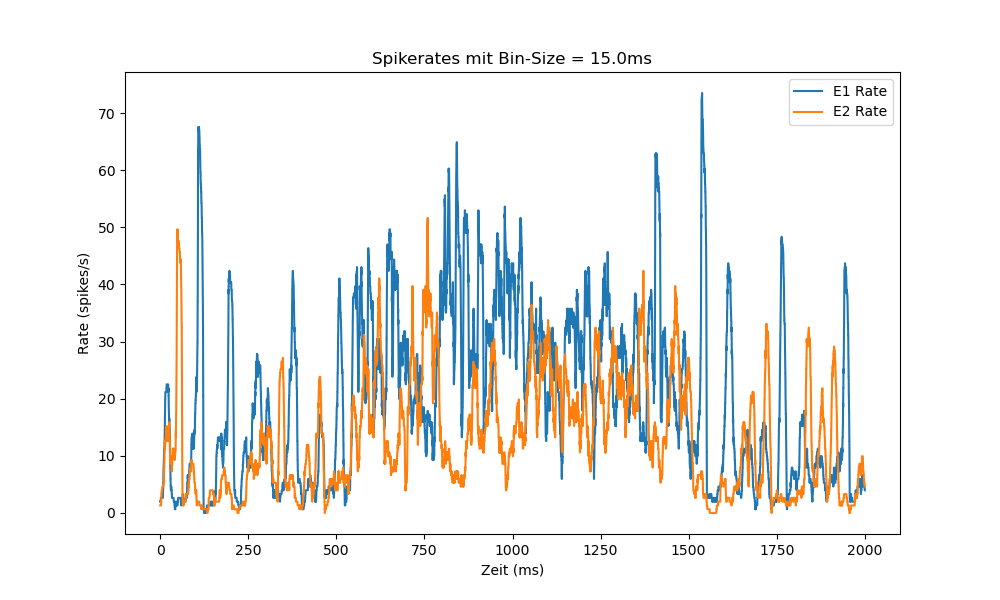 Spikerates mit Bin-Size = 15.0ms
E1 Rate
E2 Rate
Rate (spikes/s)
70
60
50
40
30
20
10
0
0 250 500 750 1000 1250 1500 1750 2000
Zeit (ms)